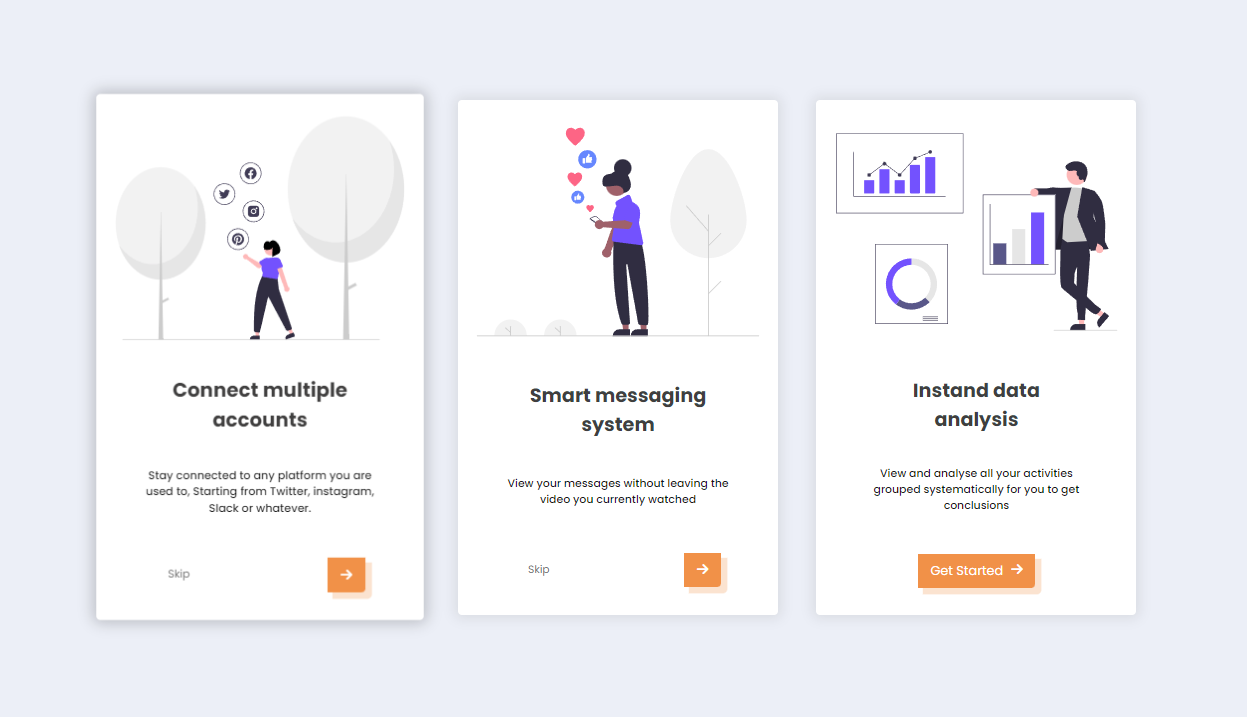 Connect multiple
accounts
Stay connected to any platform you are
used to, Starting from Twitter, instagram,
Slack or whatever.
Skip
Smart messaging
system
View your messages without leaving the
video you currently watched
Skip
Instand data
analysis
View and analyse all your activities
grouped systematically for you to get
conclusions
Get Started